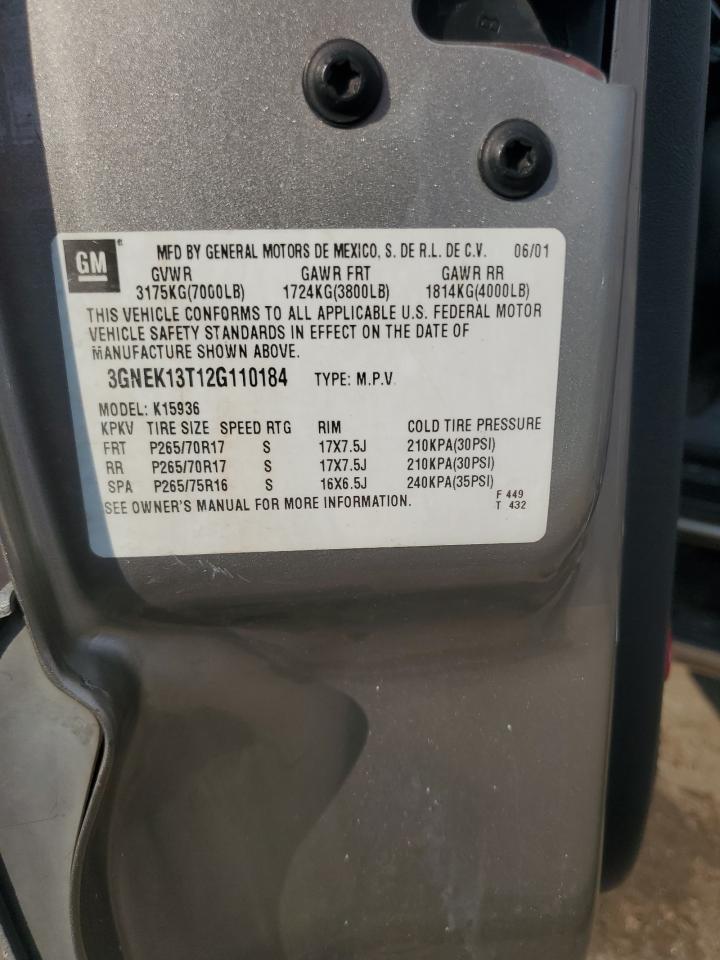 GM ® MFD BY GENERAL MOTORS DE MEXICO, S. DE R.L. DE C.V. 06/01
GVWR GAWR FRT GAWR RR
3175KG(7000LB) 1724KG(3800LB) 1814KG(4000LB)
THIS VEHICLE CONFORMS TO ALL APPLICABLE U.S. FEDERAL MOTOR
VEHICLE SAFETY STANDARDS IN EFFECT ON THE DATE OF
MANUFACTURE SHOWN ABOVE.
3GNEK13T12G110184 TYPE: M.P.V
MODEL: K15936
KPKV TIRE SIZE SPEED RTG RIM COLD TIRE PRESSURE
FRT P265/70R17 S 17X7.5J 210KPA(30PSI)
RR P265/70R17 S 17X7.5J 210KPA(30PSI)
SPA P265/75R16 S 16X6.5J 240KPA(35PSI)
SEE OWNER'S MANUAL FOR MORE INFORMATION.
F 449
T 432